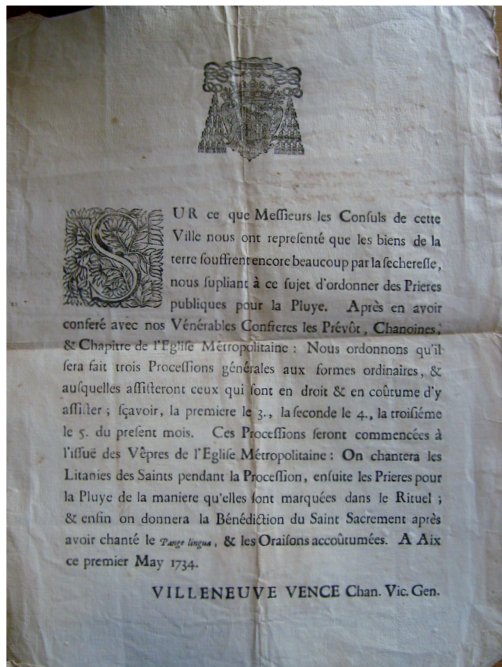 SUR ce que Meſſieurs les Conſuls de cette
Ville nous ont repreſenté que les biens de la
terre ſouffrent encore beaucoup par la ſechereſſe,
nous ſupliant à ce ſujet d'ordonner des Prieres
publiques pour la Pluye. Après en avoir
conferé avec nos Vénérables Confreres les Prévôt, Chanoines,
& Chapitre de l'Egliſe Métropolitaine : Nous ordonnons qu'il
ſera fait trois Proceſſions générales aux formes ordinaires, &
auſquelles aſſiſteront ceux qui ſont en droit & en coûtume d'y
aſſiſter ; ſçavoir, la premiere le 3., la ſeconde le 4., la troiſiéme
le 5. du preſent mois. Ces Proceſſions ſeront commencées à
l'iſſuë des Vêpres de l'Egliſe Métropolitaine : On chantera les
Litanies des Saints pendant la Proceſſion, enſuite les Prieres pour
la Pluye de la maniere qu'elles ſont marquées dans le Rituel ;
& enfin on donnera la Bénédiction du Saint Sacrement après
avoir chanté le Pange lingua, & les Oraiſons accoûtumées. A Aix
ce premier May 1734.
VILLENEUVE VENCE Chan. Vic. Gen.